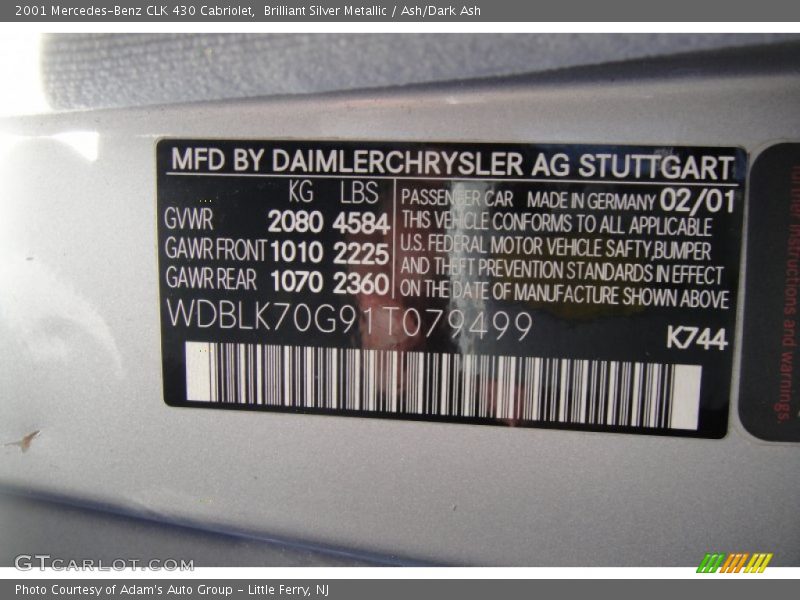 2001 Mercedes-Benz CLK 430 Cabriolet, Brilliant Silver Metallic / Ash/Dark Ash
MFD BY DAIMLERCHRYSLER AG STUTTGART
KG LBS
GVWR 2080 4584
GAWR FRONT 1010 2225
GAWR REAR 1070 2360
PASSENGER CAR MADE IN GERMANY 02/01
THIS VEHICLE CONFORMS TO ALL APPLICABLE
U.S. FEDERAL MOTOR VEHICLE SAFTY,BUMPER
AND THEFT PREVENTION STANDARDS IN EFFECT
ON THE DATE OF MANUFACTURE SHOWN ABOVE
WDBLK70G91T079499
K744
further instructions and warnings.
GTCARLOT.COM
Photo Courtesy of Adam's Auto Group - Little Ferry, NJ